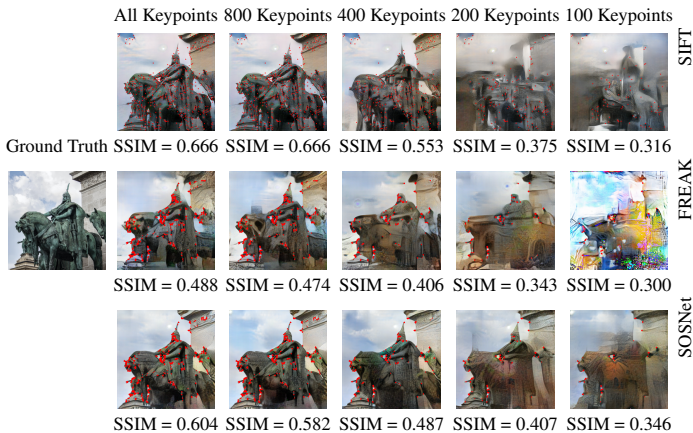 All Keypoints 800 Keypoints 400 Keypoints 200 Keypoints 100 Keypoints
SIFT
Ground Truth SSIM = 0.666 SSIM = 0.666 SSIM = 0.553 SSIM = 0.375 SSIM = 0.316
FREAK
SSIM = 0.488 SSIM = 0.474 SSIM = 0.406 SSIM = 0.343 SSIM = 0.300
SOSNet
SSIM = 0.604 SSIM = 0.582 SSIM = 0.487 SSIM = 0.407 SSIM = 0.346